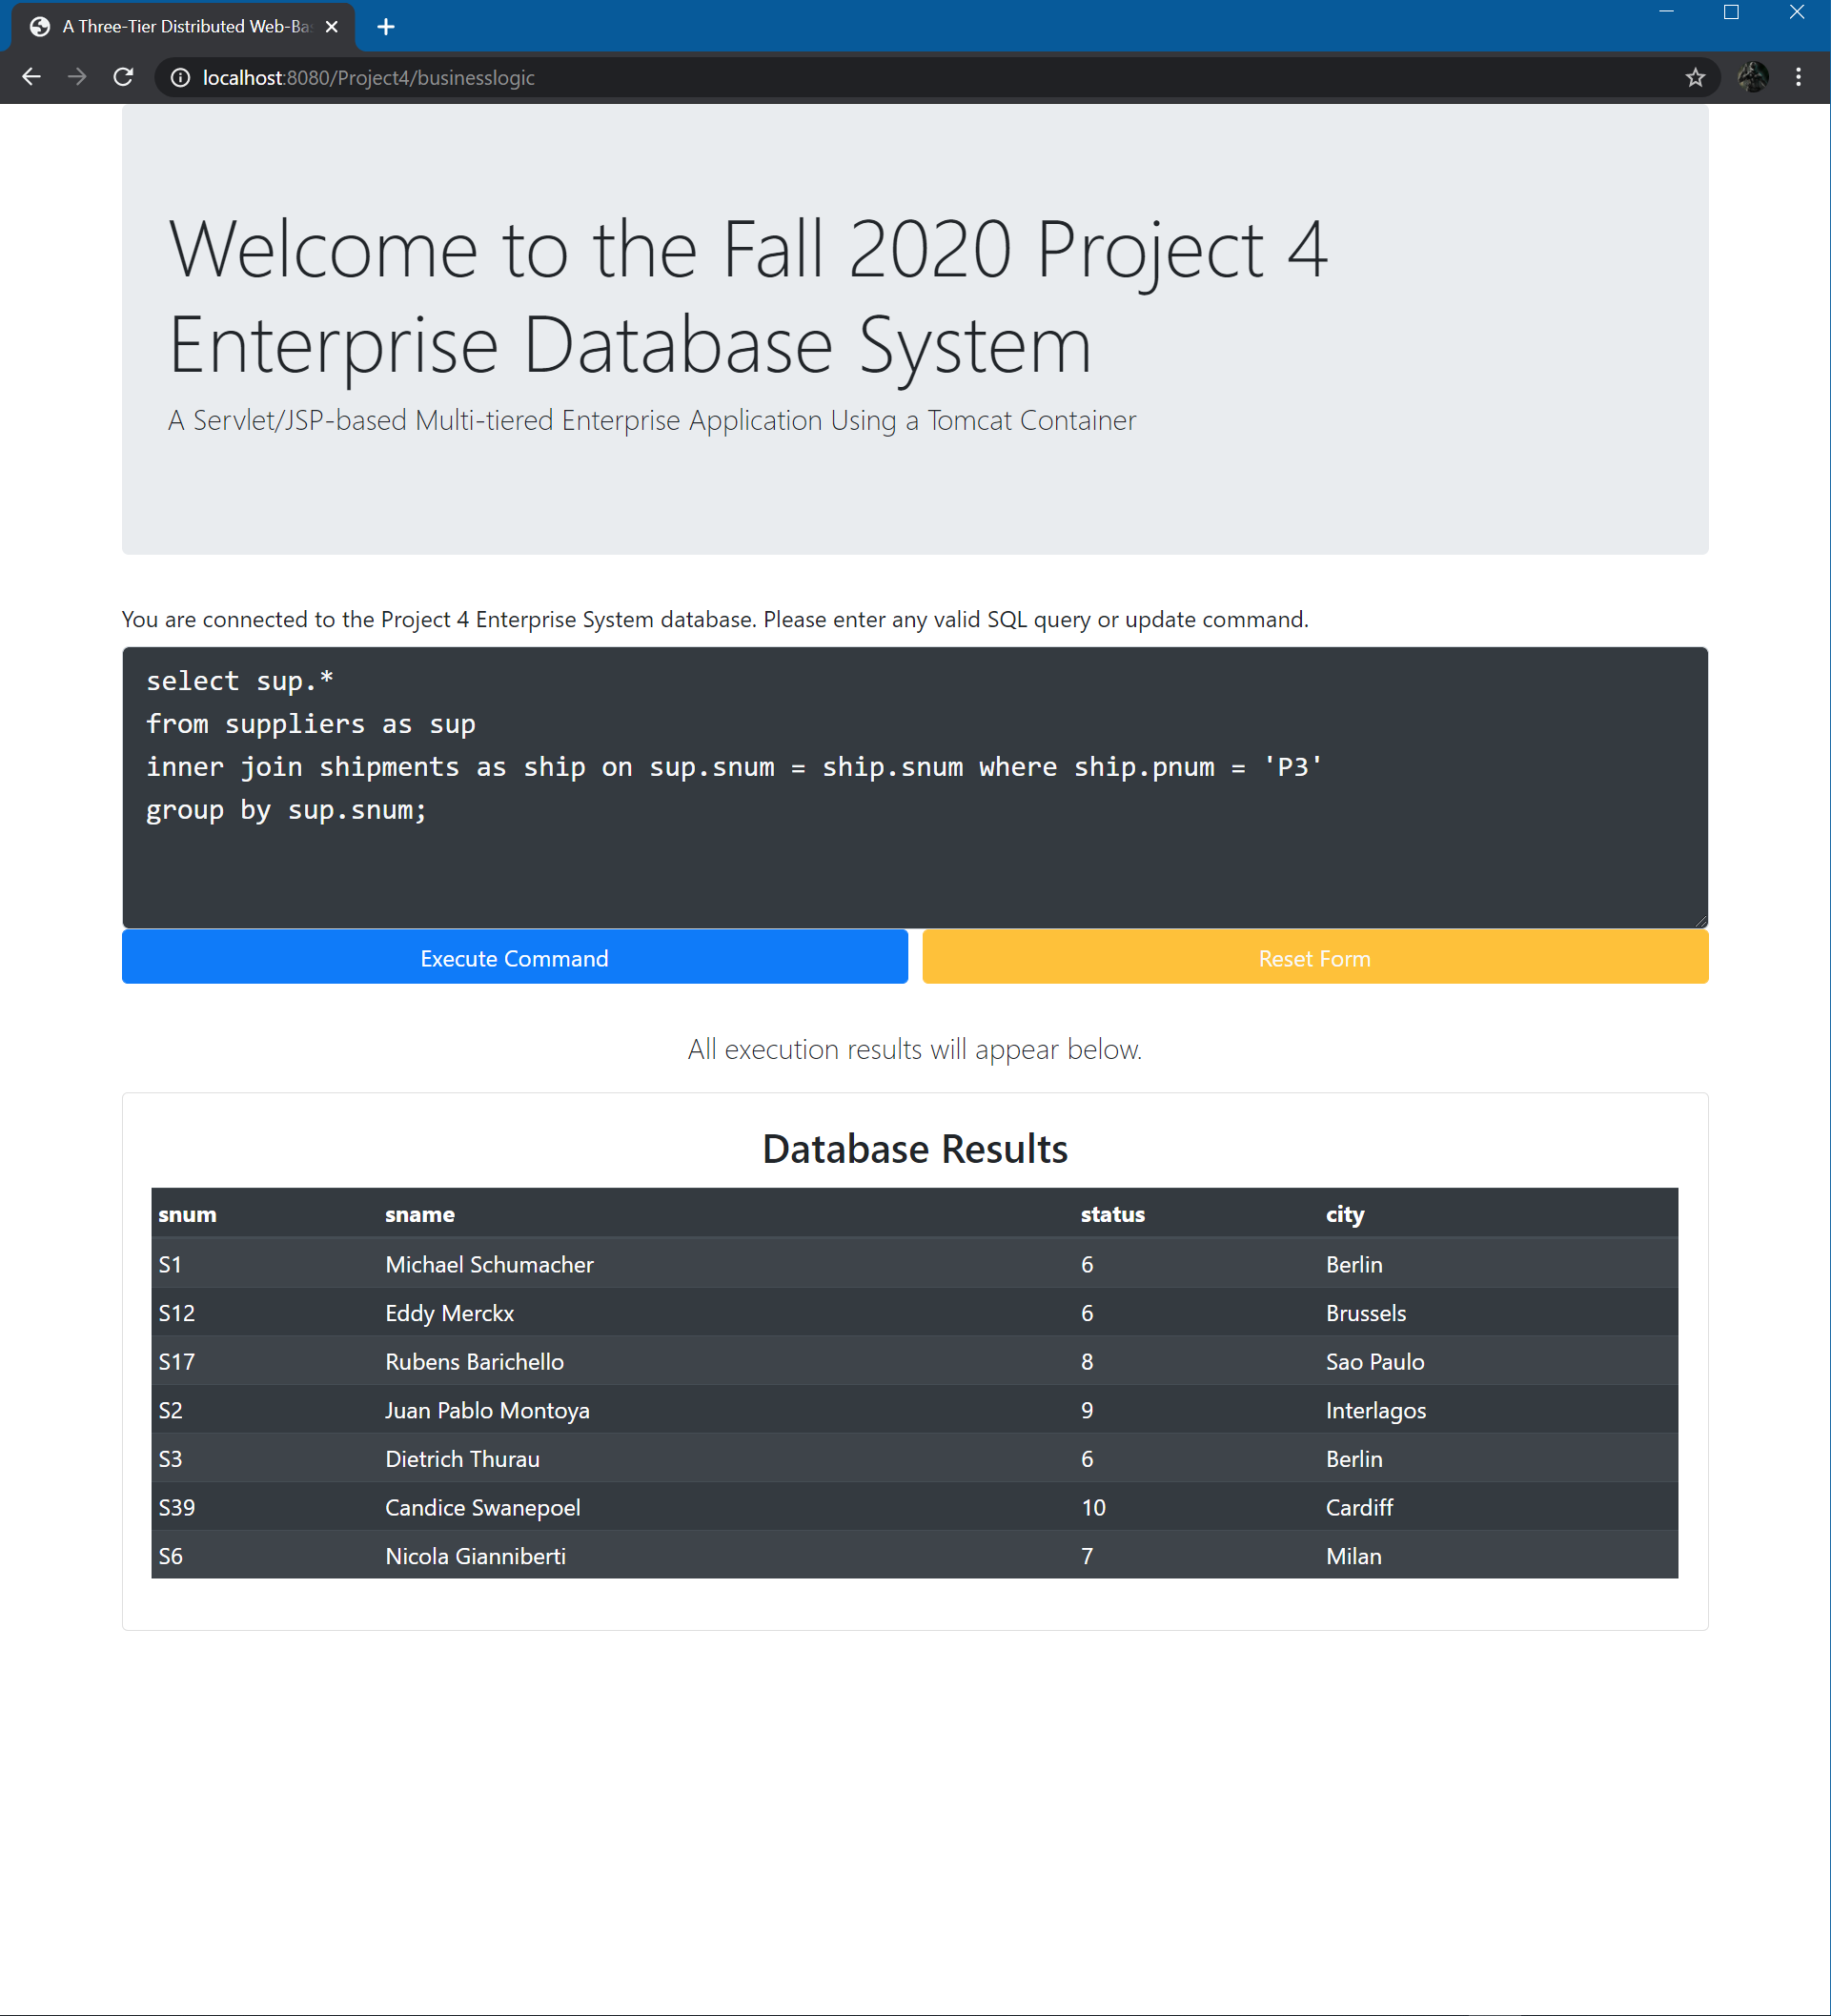 A Three-Tier Distributed Web-Ba
localhost:8080/Project4/businesslogic
Welcome to the Fall 2020 Project 4
Enterprise Database System
A Servlet/JSP-based Multi-tiered Enterprise Application Using a Tomcat Container
You are connected to the Project 4 Enterprise System database. Please enter any valid SQL query or update command.
select sup.*
from suppliers as sup
inner join shipments as ship on sup.snum = ship.snum where ship.pnum = 'P3'
group by sup.snum;
Execute Command Reset Form
All execution results will appear below.
Database Results
snum sname status city
S1 Michael Schumacher 6 Berlin
S12 Eddy Merckx 6 Brussels
S17 Rubens Barichello 8 Sao Paulo
S2 Juan Pablo Montoya 9 Interlagos
S3 Dietrich Thurau 6 Berlin
S39 Candice Swanepoel 10 Cardiff
S6 Nicola Gianniberti 7 Milan